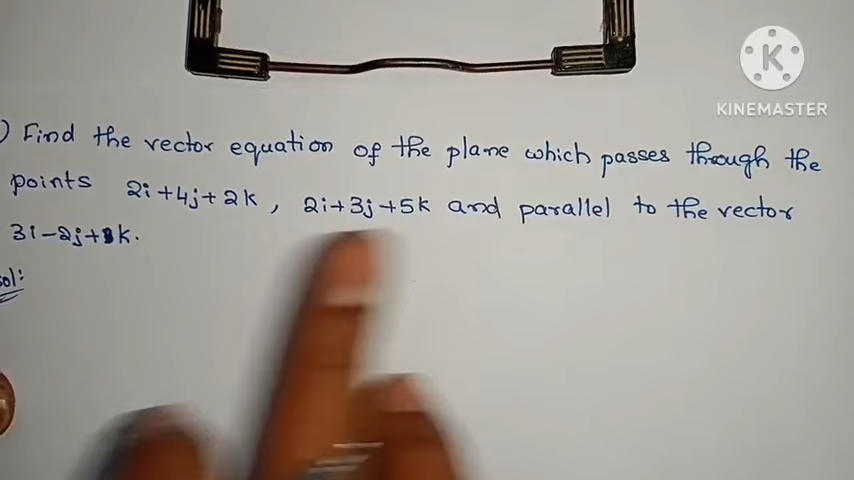 KINEMASTER
) Find the vector equation of the plane which passes through the
points 2i+4j+2k, 2i+3j+5k and parallel to the vector
3i-2j+k.
sol: